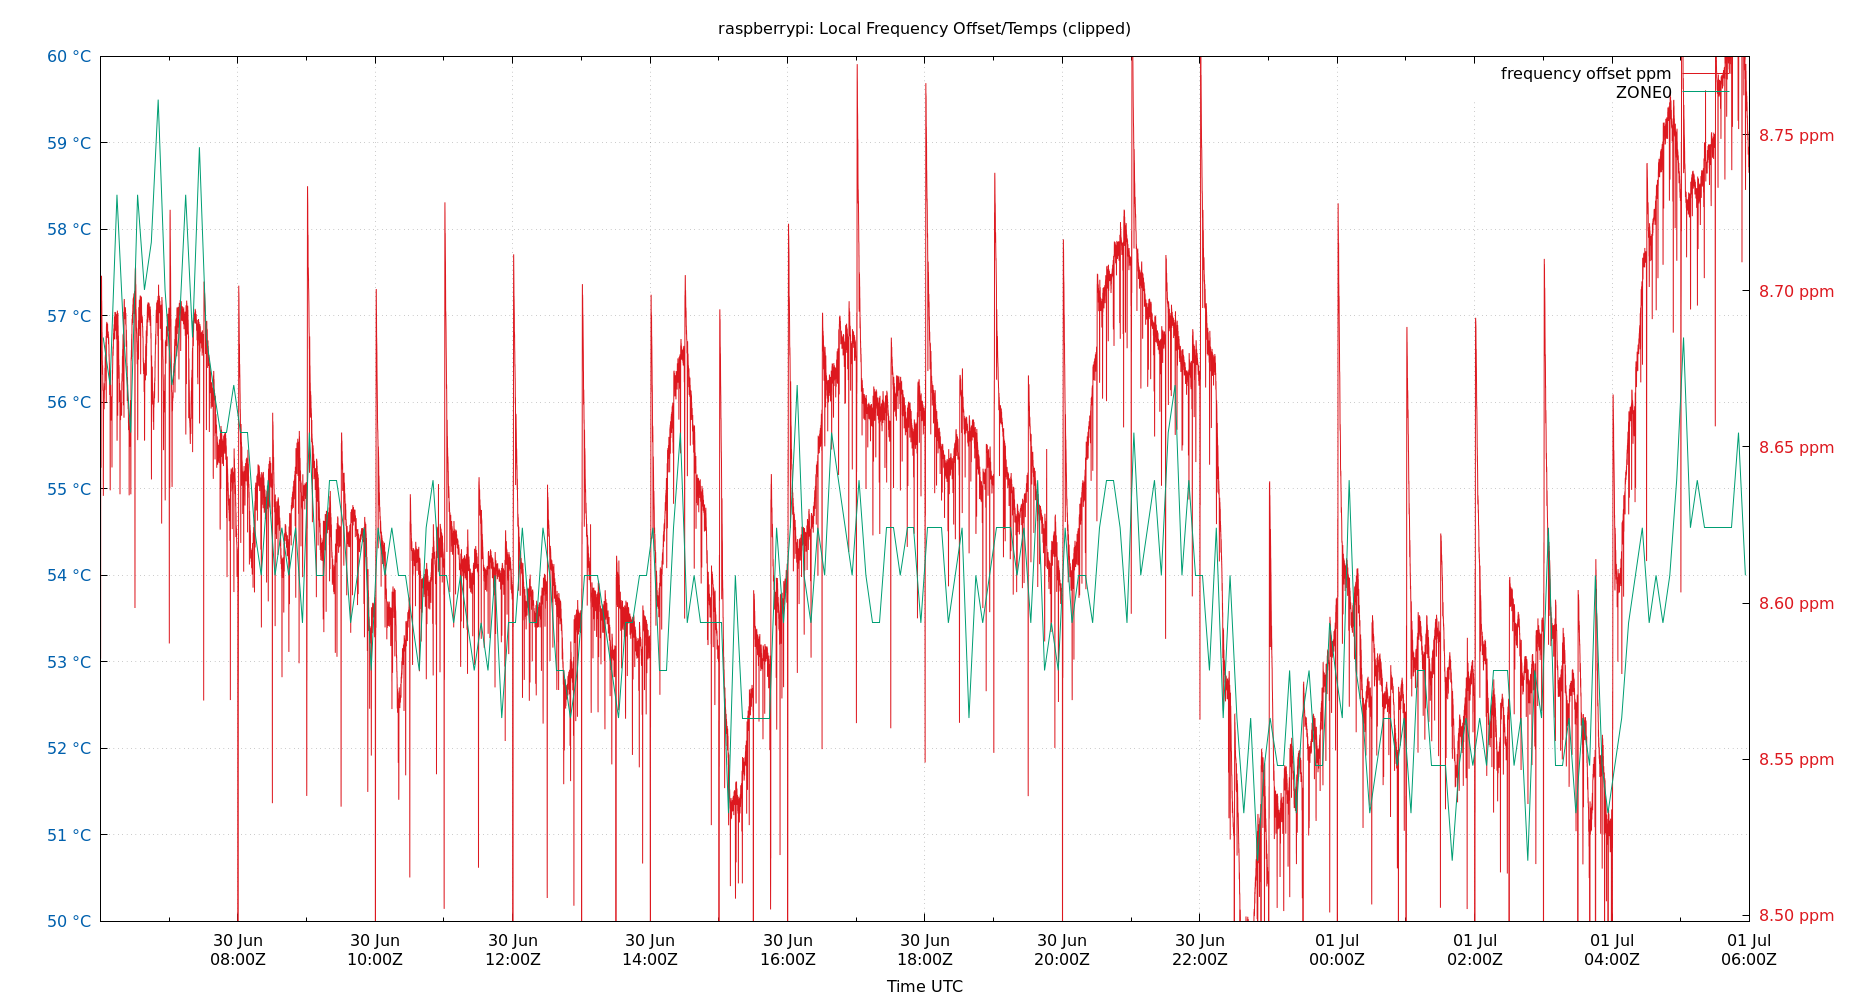 raspberrypi: Local Frequency Offset/Temps (clipped)
60 °C
59 °C
58 °C
57 °C
56 °C
55 °C
54 °C
53 °C
52 °C
51 °C
50 °C
frequency offset ppm
ZONE0
8.75 ppm
8.70 ppm
8.65 ppm
8.60 ppm
8.55 ppm
8.50 ppm
30 Jun 30 Jun 30 Jun 30 Jun 30 Jun 30 Jun 30 Jun 30 Jun 01 Jul 01 Jul 01 Jul 01 Jul
08:00Z 10:00Z 12:00Z 14:00Z 16:00Z 18:00Z 20:00Z 22:00Z 00:00Z 02:00Z 04:00Z 06:00Z
Time UTC